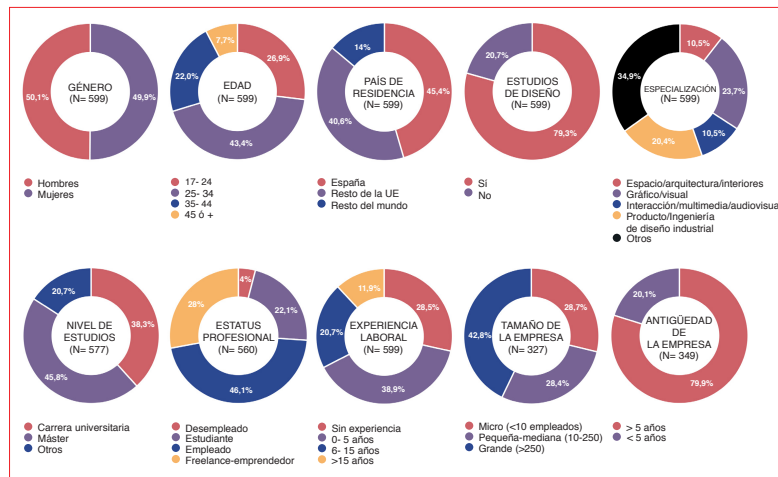 GÉNERO
(N= 599)
50,1%
49,9%
Hombres
Mujeres
EDAD
(N= 599)
7,7%
26,9%
22,0%
43,4%
17- 24
25- 34
35- 44
45 ó +
PAÍS DE
RESIDENCIA
(N= 599)
14%
45,4%
40,6%
España
Resto de la UE
Resto del mundo
ESTUDIOS
DE DISEÑO
(N= 599)
20,7%
79,3%
Sí
No
ESPECIALIZACIÓN
(N= 599)
10,5%
34,9%
23,7%
20,4%
10,5%
Espacio/arquitectura/interiores
Gráfico/visual
Interacción/multimedia/audiovisual
Producto/Ingeniería
de diseño industrial
Otros
NIVEL DE
ESTUDIOS
(N= 577)
20,7%
38,3%
45,8%
Carrera universitaria
Máster
Otros
ESTATUS
PROFESIONAL
(N= 560)
4%
22,1%
28%
46,1%
Desempleado
Estudiante
Empleado
Freelance-emprendedor
EXPERIENCIA
LABORAL
(N= 599)
11,9%
28,5%
20,7%
38,9%
Sin experiencia
0- 5 años
6- 15 años
>15 años
TAMAÑO DE
LA EMPRESA
(N= 327)
28,7%
42,8%
28,4%
Micro (<10 empleados)
Pequeña-mediana (10-250)
Grande (>250)
ANTIGÜEDAD
DE
LA EMPRESA
(N= 349)
20,1%
79,9%
> 5 años
< 5 años